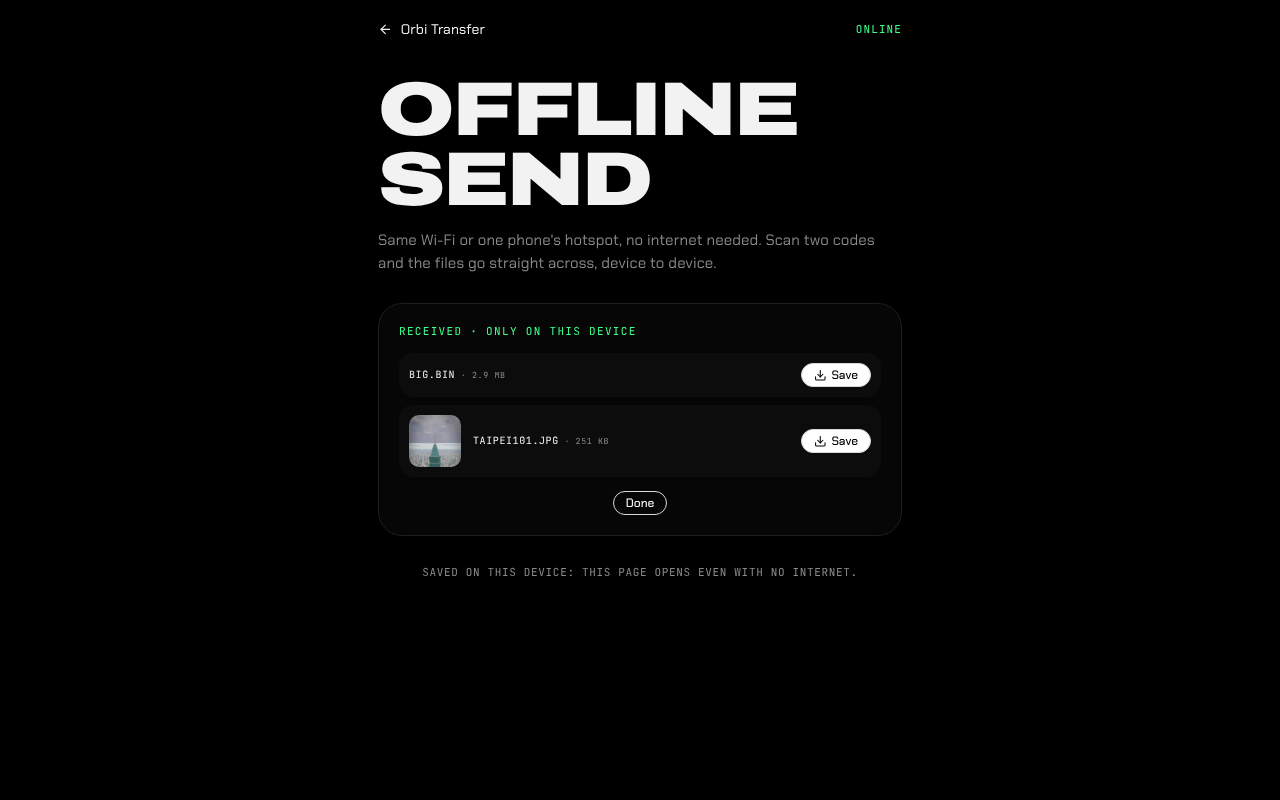 Orbi Transfer
ONLINE
OFFLINE
SEND
Same Wi-Fi or one phone's hotspot, no internet needed. Scan two codes
and the files go straight across, device to device.
RECEIVED · ONLY ON THIS DEVICE
BIG.BIN · 2.9 MB
Save
TAIPEI101.JPG · 251 KB
Save
Done
SAVED ON THIS DEVICE: THIS PAGE OPENS EVEN WITH NO INTERNET.